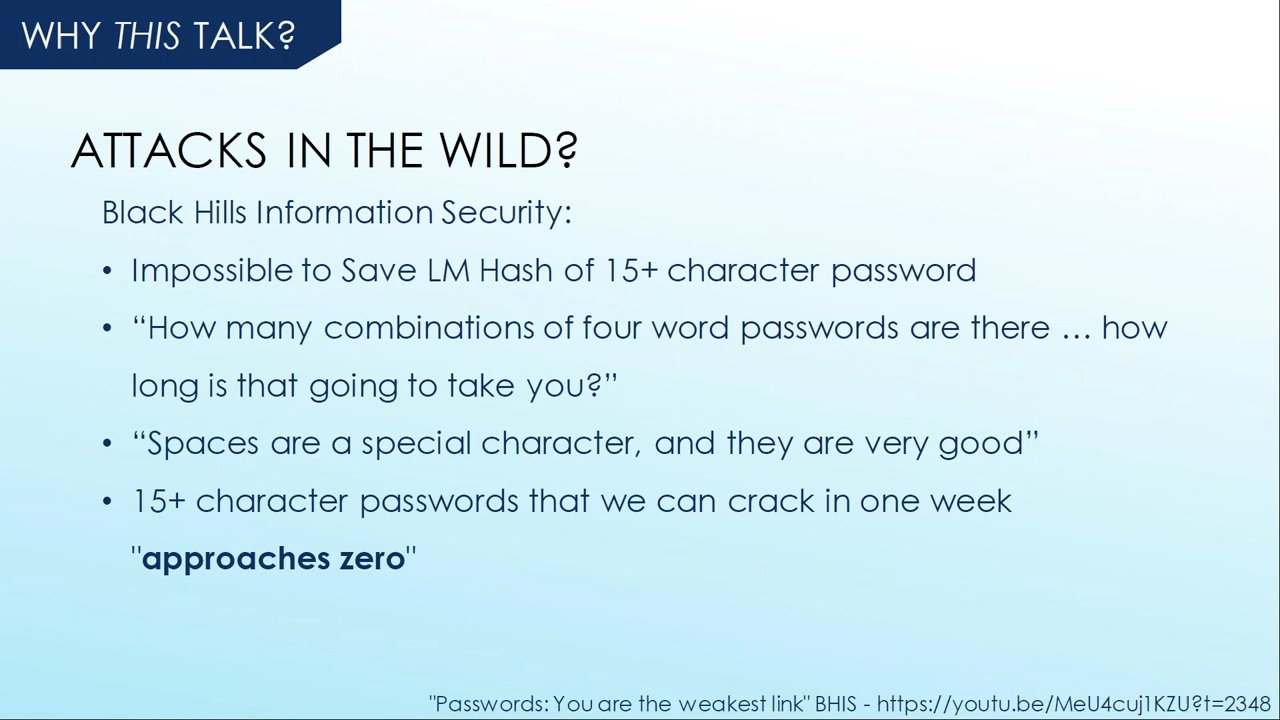 WHY THIS TALK?
ATTACKS IN THE WILD?
Black Hills Information Security:
• Impossible to Save LM Hash of 15+ character password
• “How many combinations of four word passwords are there … how
long is that going to take you?”
• “Spaces are a special character, and they are very good”
• 15+ character passwords that we can crack in one week
"approaches zero"
"Passwords: You are the weakest link" BHIS - https://youtu.be/MeU4cuj1KZU?t=2348